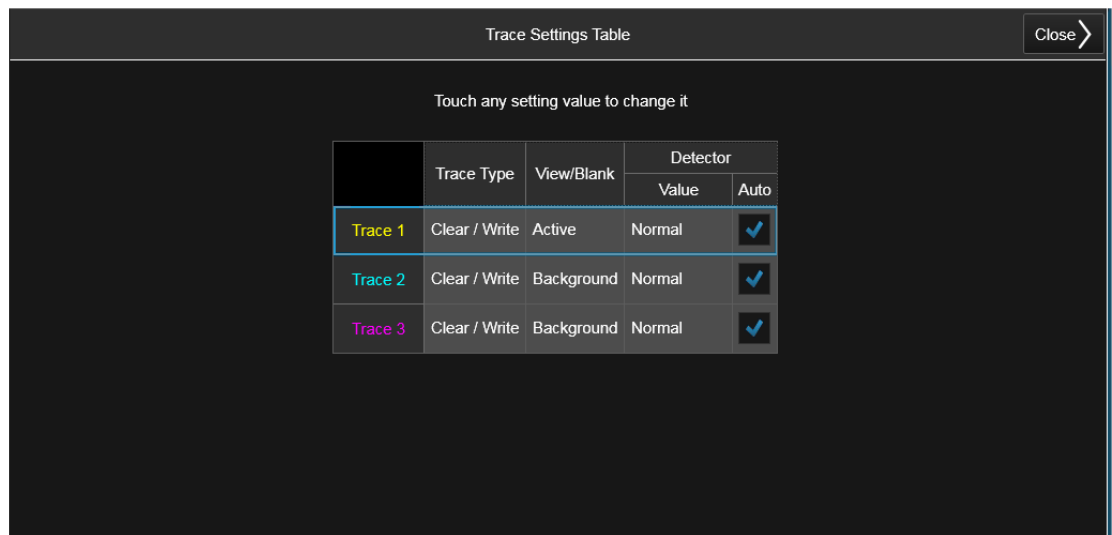 Trace Settings Table
Close
Touch any setting value to change it
Trace Type View/Blank Detector
Value Auto
Trace 1 Clear / Write Active Normal
Trace 2 Clear / Write Background Normal
Trace 3 Clear / Write Background Normal